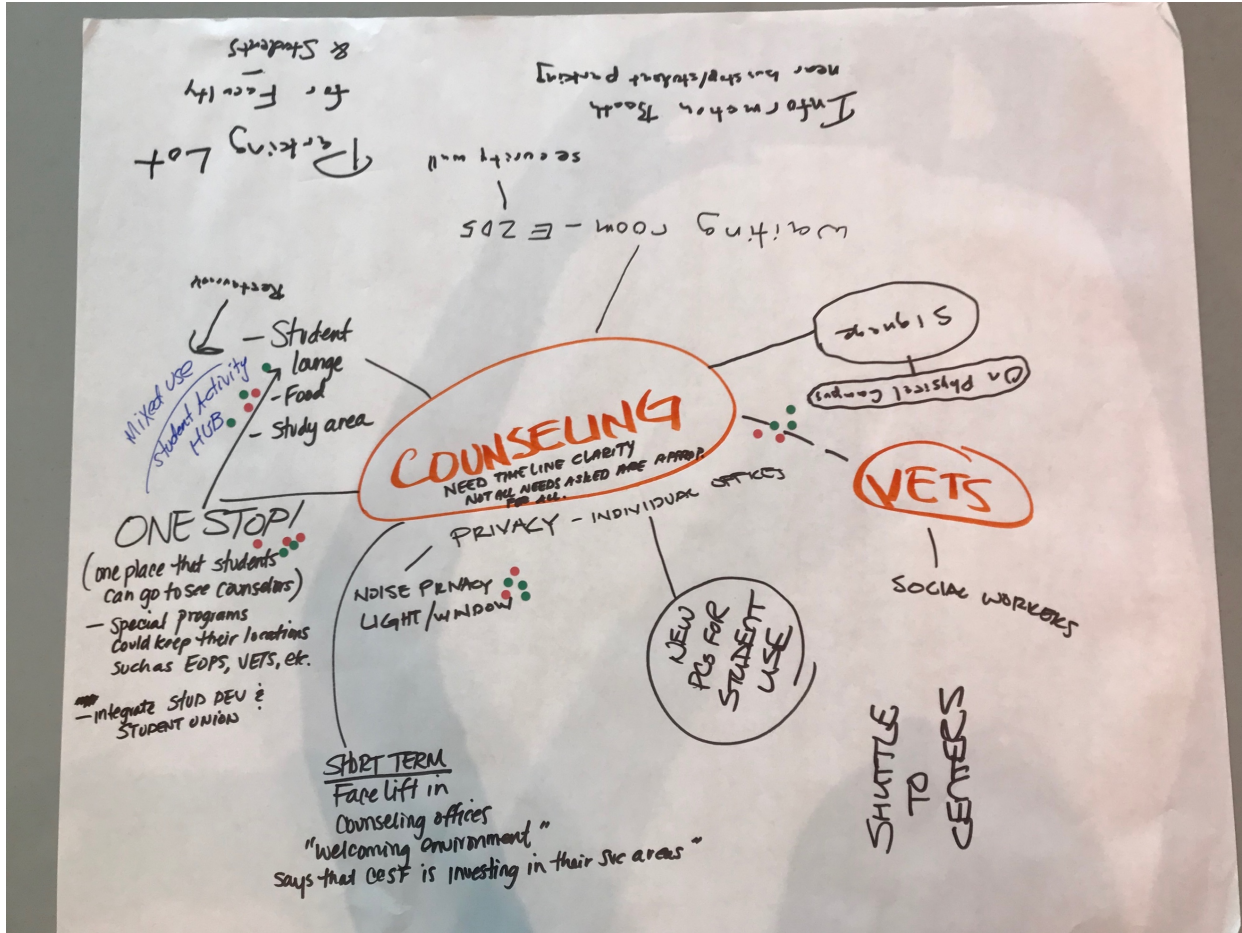 Parking Lot
for Faculty
& Students
Information Booth
near bus stop/student parking
waiting room - E205
security wall
Restaurant
- Student
lounge
- Food
- Study area
Mixed USE
Student Activity
HUB
Signage
On Physical Campus
COUNSELING
NEED TIMELINE CLARITY
NOT ALL NEEDS ASKED ARE APPROP.
FOR ALL.
VETS
SOCIAL WORKERS
PRIVACY - INDIVIDUAL OFFICES
NOISE PRIVACY
LIGHT/WINDOW
ONE STOP!
(one place that students
can go to see counselors)
- Special programs
could keep their locations
such as EOPS, VETS, etc.
- integrate STUD DEV &
STUDENT UNION
NEW
PCs FOR
STUDENT
USE
SHUTTLE
TO
CENTERS
SHORT TERM
Face lift in
Counseling offices
"welcoming environment"
says that CCSF is investing in their svc areas"